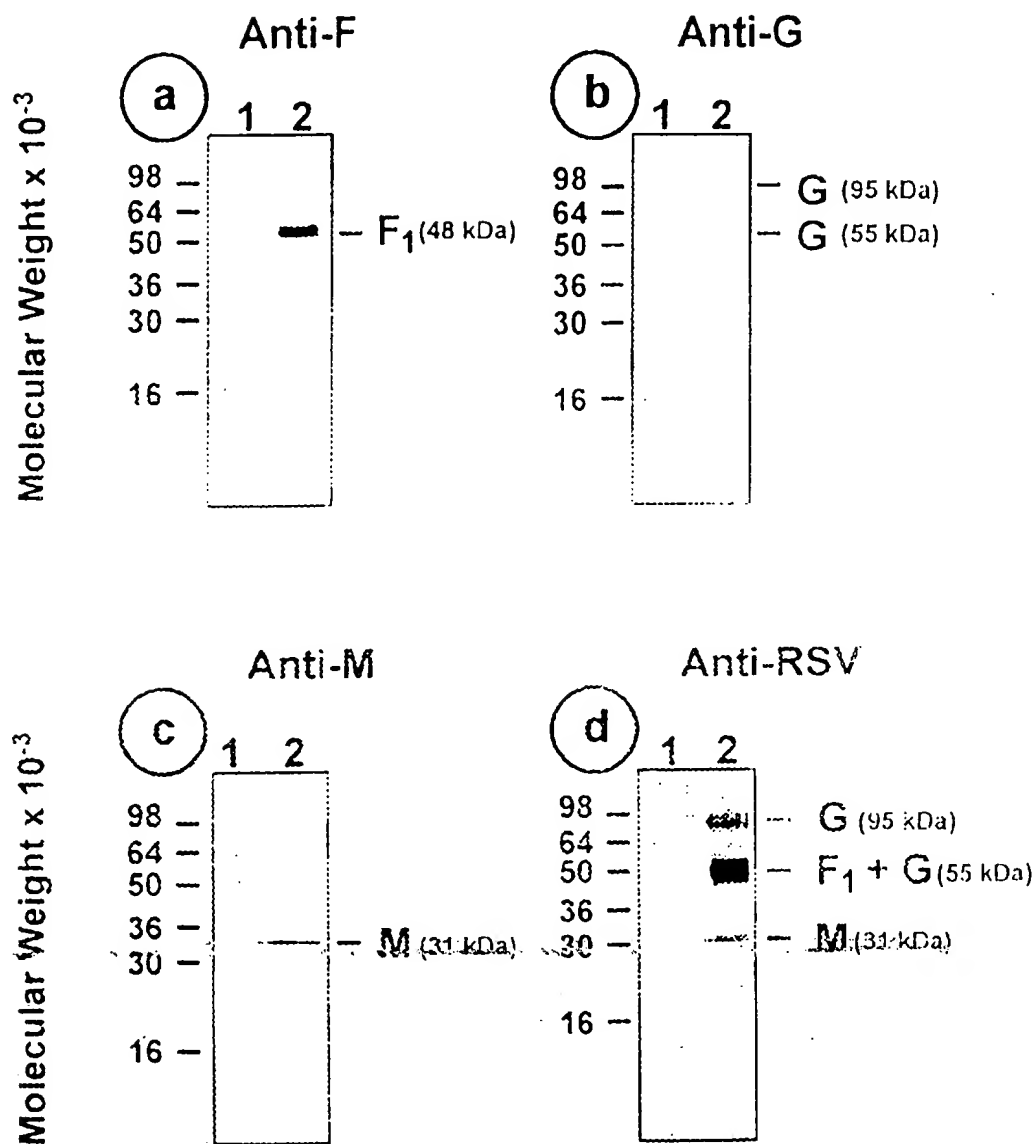 Anti-F
a
1 2
Molecular Weight x 10-3
98
64
50
36
30
16
F1 (48 kDa)
Anti-G
b
1 2
98
64
50
36
30
16
G (95 kDa)
G (55 kDa)
Anti-M
c
1 2
Molecular Weight x 10-3
98
64
50
36
30
16
M (31 kDa)
Anti-RSV
d
1 2
98
64
50
36
30
16
G (95 kDa)
F1 + G (55 kDa)
M (31 kDa)